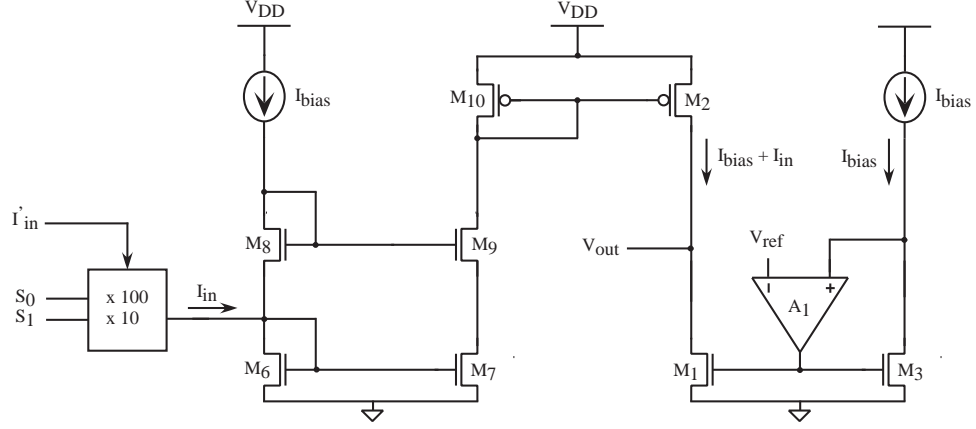 VDD
VDD
Ibias
M10
M2
Ibias
Ibias + Iin
Ibias
I'in
M8
M9
Vout
Vref
S0
S1
x 100
x 10
Iin
A1
M6
M7
M1
M3